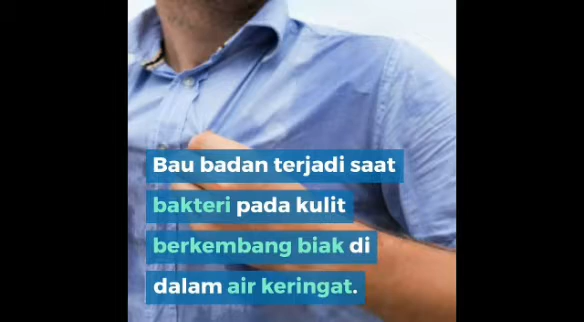 Bau badan terjadi saat
bakteri pada kulit
berkembang biak di
dalam air keringat.